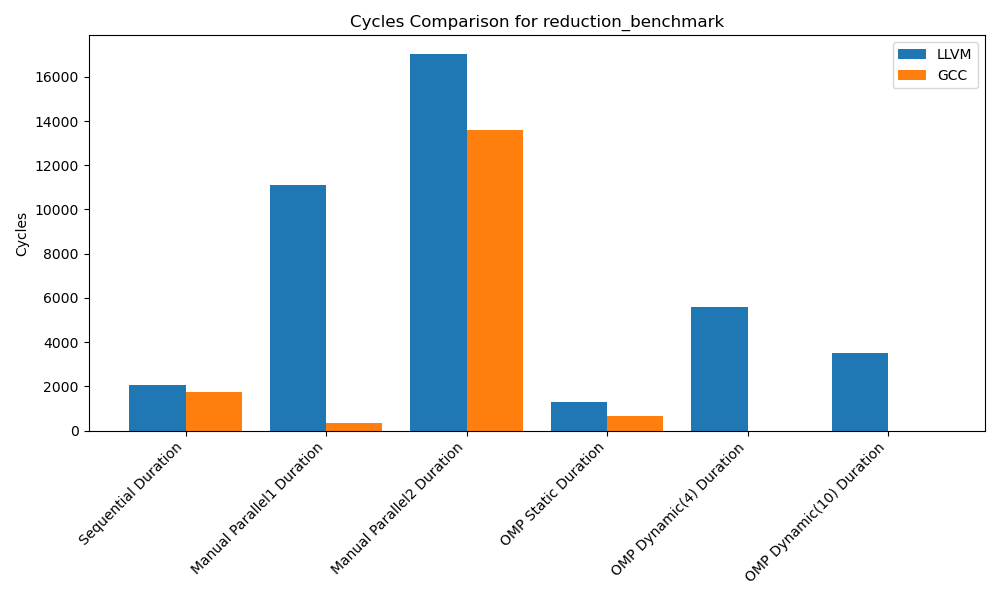 Cycles Comparison for reduction_benchmark
LLVM
GCC
Cycles
16000
14000
12000
10000
8000
6000
4000
2000
0
Sequential Duration
Manual Parallel1 Duration
Manual Parallel2 Duration
OMP Static Duration
OMP Dynamic(4) Duration
OMP Dynamic(10) Duration